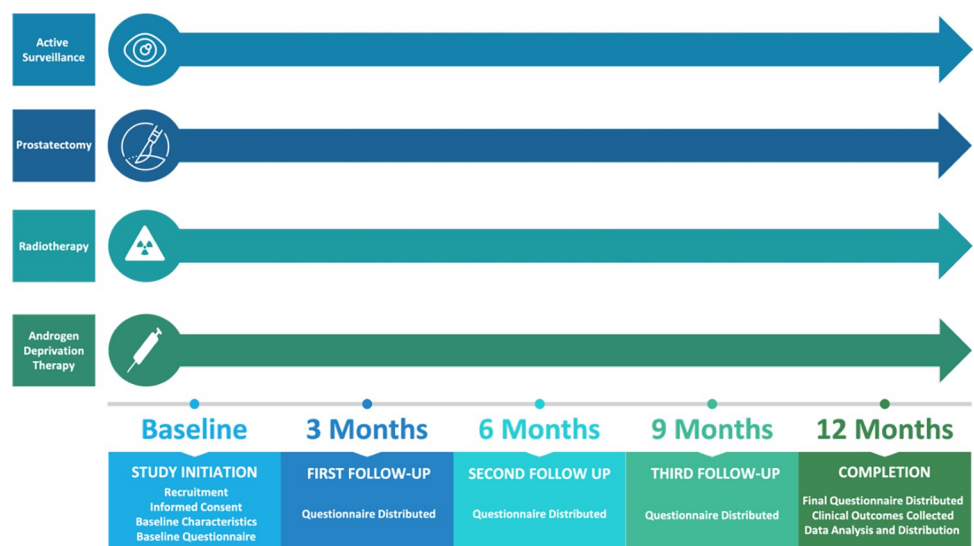 Active
Surveillance
Prostatectomy
Radiotherapy
Androgen
Deprivation
Therapy
Baseline
3 Months
6 Months
9 Months
12 Months
STUDY INITIATION
Recruitment
Informed Consent
Baseline Characteristics
Baseline Questionnaire
FIRST FOLLOW-UP
Questionnaire Distributed
SECOND FOLLOW UP
Questionnaire Distributed
THIRD FOLLOW-UP
Questionnaire Distributed
COMPLETION
Final Questionnaire Distributed
Clinical Outcomes Collected
Data Analysis and Distribution